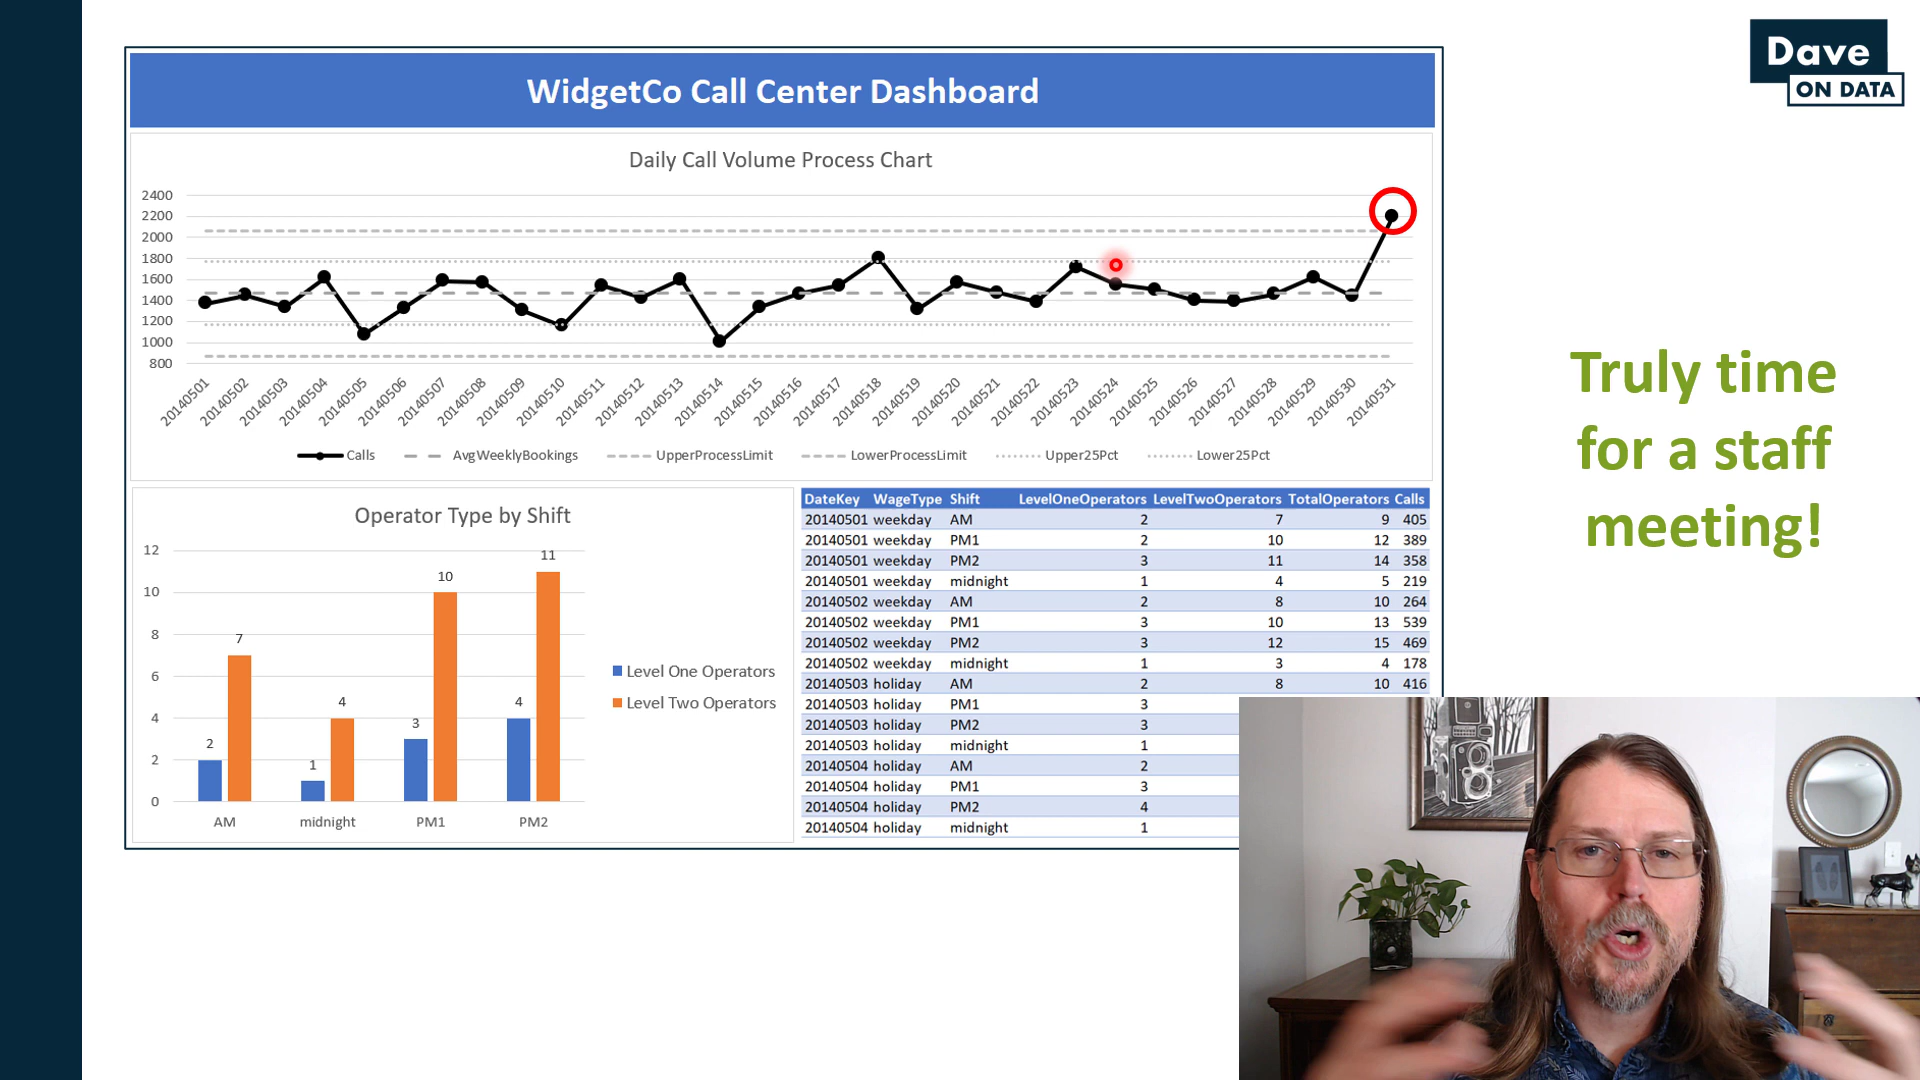 Dave
ON DATA
WidgetCo Call Center Dashboard
Daily Call Volume Process Chart
2400
2200
2000
1800
1600
1400
1200
1000
800
20140501 20140502 20140503 20140504 20140505 20140506 20140507 20140508 20140509 20140510 20140511 20140512 20140513 20140514 20140515 20140516 20140517 20140518 20140519 20140520 20140521 20140522 20140523 20140524 20140525 20140526 20140527 20140528 20140529 20140530 20140531
Calls AvgWeeklyBookings UpperProcessLimit LowerProcessLimit Upper25Pct Lower25Pct
Truly time
for a staff
meeting!
Operator Type by Shift
12
10
8
6
4
2
0
2 7 1 4 3 10 4 11
AM midnight PM1 PM2
Level One Operators
Level Two Operators
DateKey WageType Shift LevelOneOperators LevelTwoOperators TotalOperators Calls
20140501 weekday AM 2 7 9 405
20140501 weekday PM1 2 10 12 389
20140501 weekday PM2 3 11 14 358
20140501 weekday midnight 1 4 5 219
20140502 weekday AM 2 8 10 264
20140502 weekday PM1 3 10 13 539
20140502 weekday PM2 3 12 15 469
20140502 weekday midnight 1 3 4 178
20140503 holiday AM 2 8 10 416
20140503 holiday PM1 3
20140503 holiday PM2 3
20140503 holiday midnight 1
20140504 holiday AM 2
20140504 holiday PM1 3
20140504 holiday PM2 4
20140504 holiday midnight 1